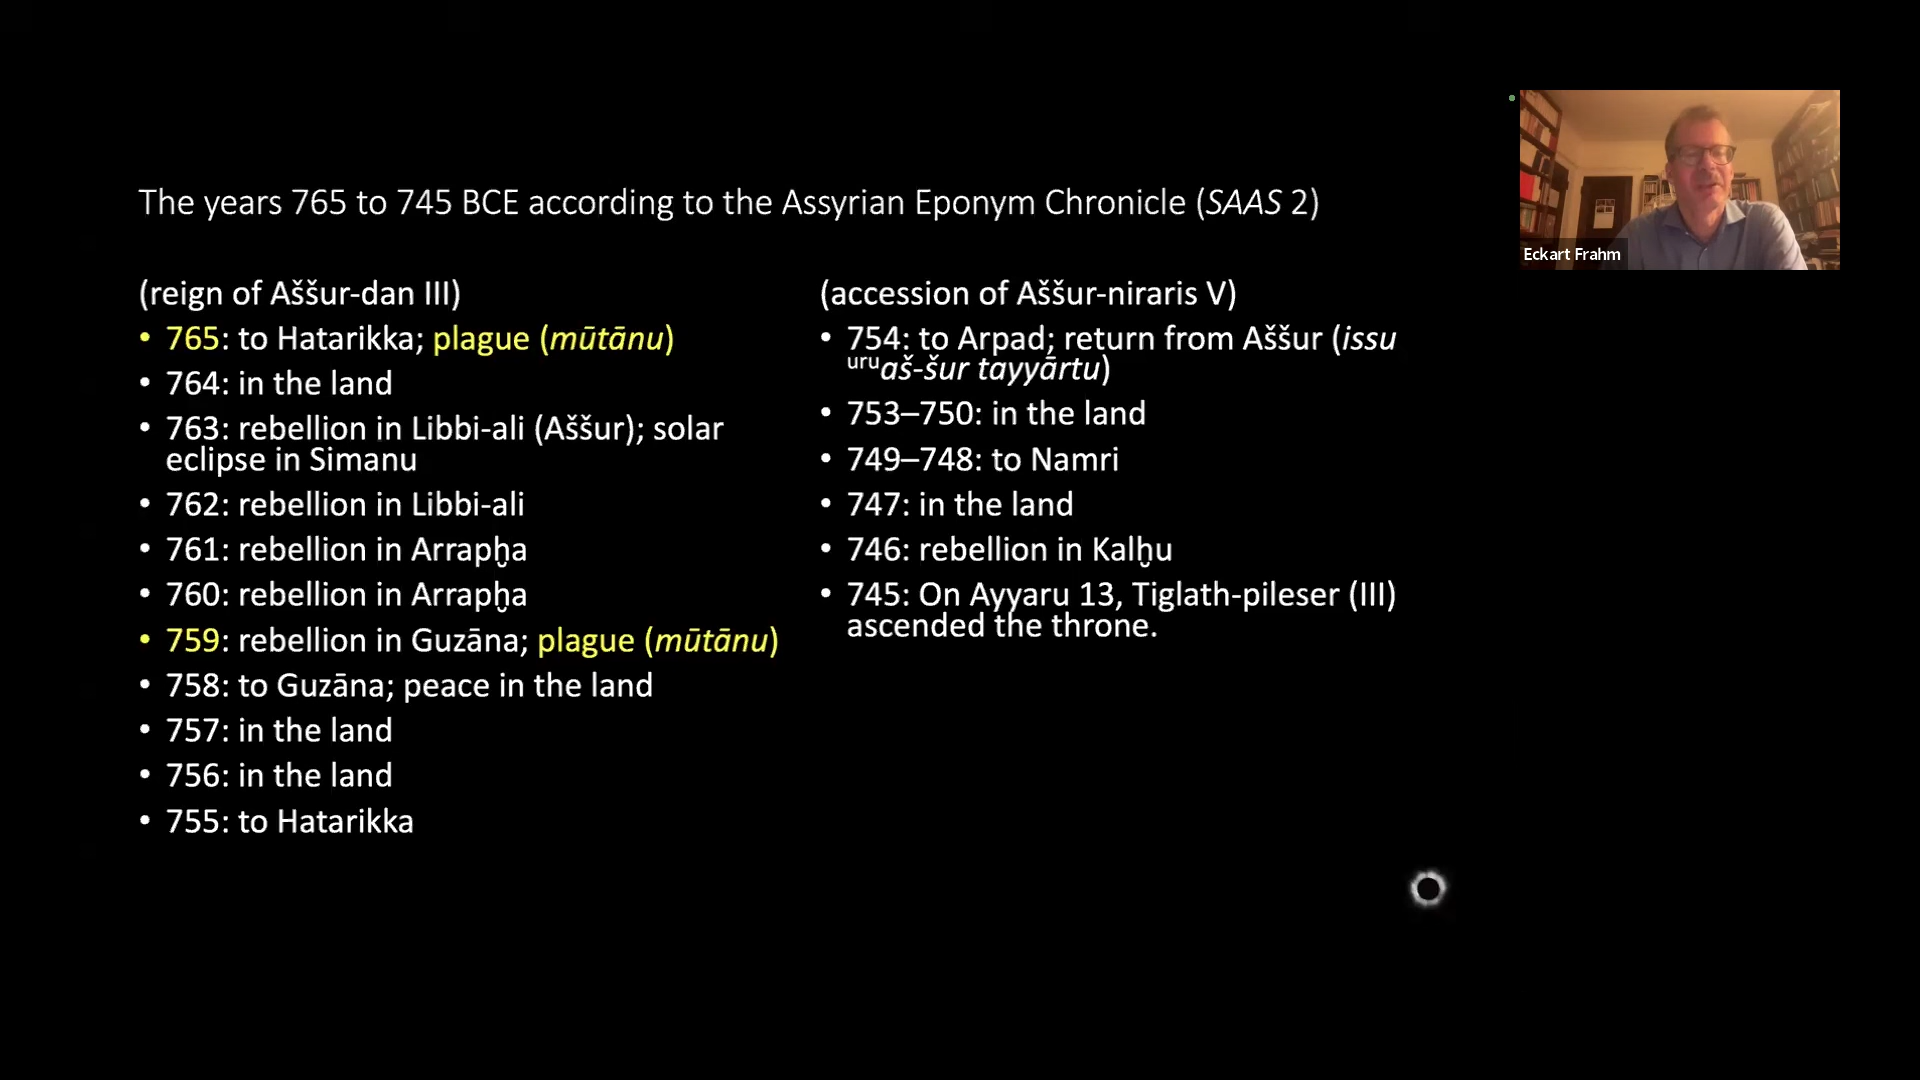 The years 765 to 745 BCE according to the Assyrian Eponym Chronicle (SAAS 2)
(reign of Aššur-dan III)
• 765: to Hatarikka; plague (mūtānu)
• 764: in the land
• 763: rebellion in Libbi-ali (Aššur); solar
eclipse in Simanu
• 762: rebellion in Libbi-ali
• 761: rebellion in Arrapḫa
• 760: rebellion in Arrapḫa
• 759: rebellion in Guzāna; plague (mūtānu)
• 758: to Guzāna; peace in the land
• 757: in the land
• 756: in the land
• 755: to Hatarikka
(accession of Aššur-niraris V)
• 754: to Arpad; return from Aššur (issu
uruaš-šur tayyārtu)
• 753–750: in the land
• 749–748: to Namri
• 747: in the land
• 746: rebellion in Kalḫu
• 745: On Ayyaru 13, Tiglath-pileser (III)
ascended the throne.
Eckart Frahm